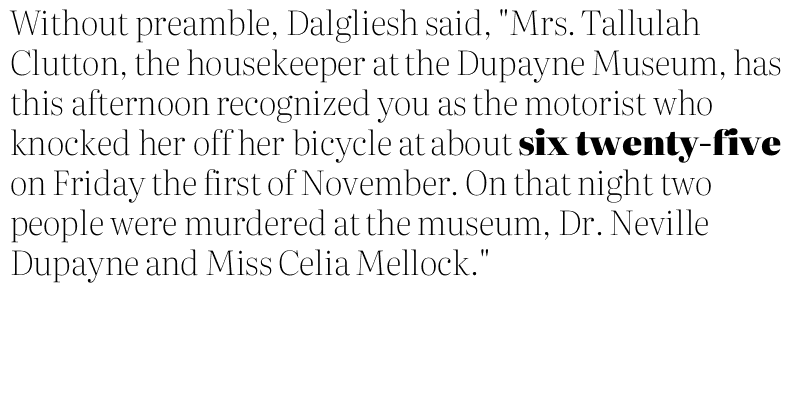 Without preamble, Dalgliesh said, "Mrs. Tallulah
Clutton, the housekeeper at the Dupayne Museum, has
this afternoon recognized you as the motorist who
knocked her off her bicycle at about six twenty-five
on Friday the first of November. On that night two
people were murdered at the museum, Dr. Neville
Dupayne and Miss Celia Mellock."